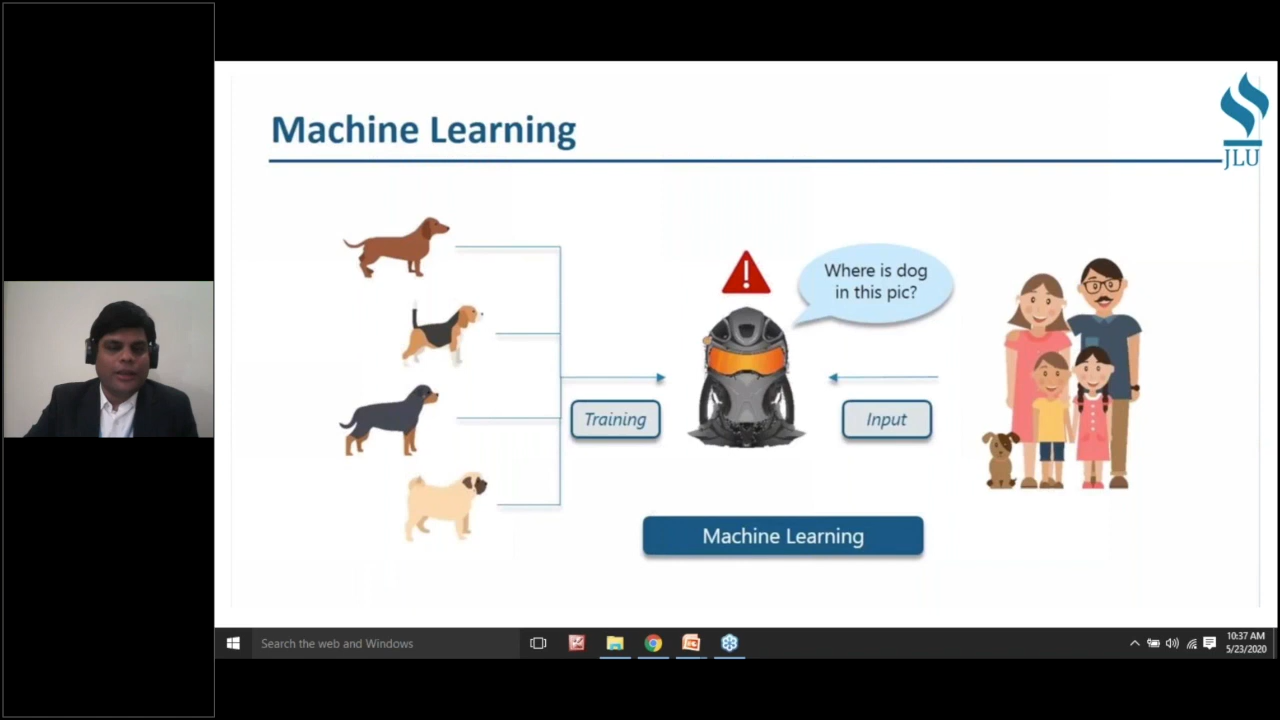 Machine Learning
JLU
Where is dog
in this pic?
Training
Input
Machine Learning
Search the web and Windows
10:37 AM
5/23/2020